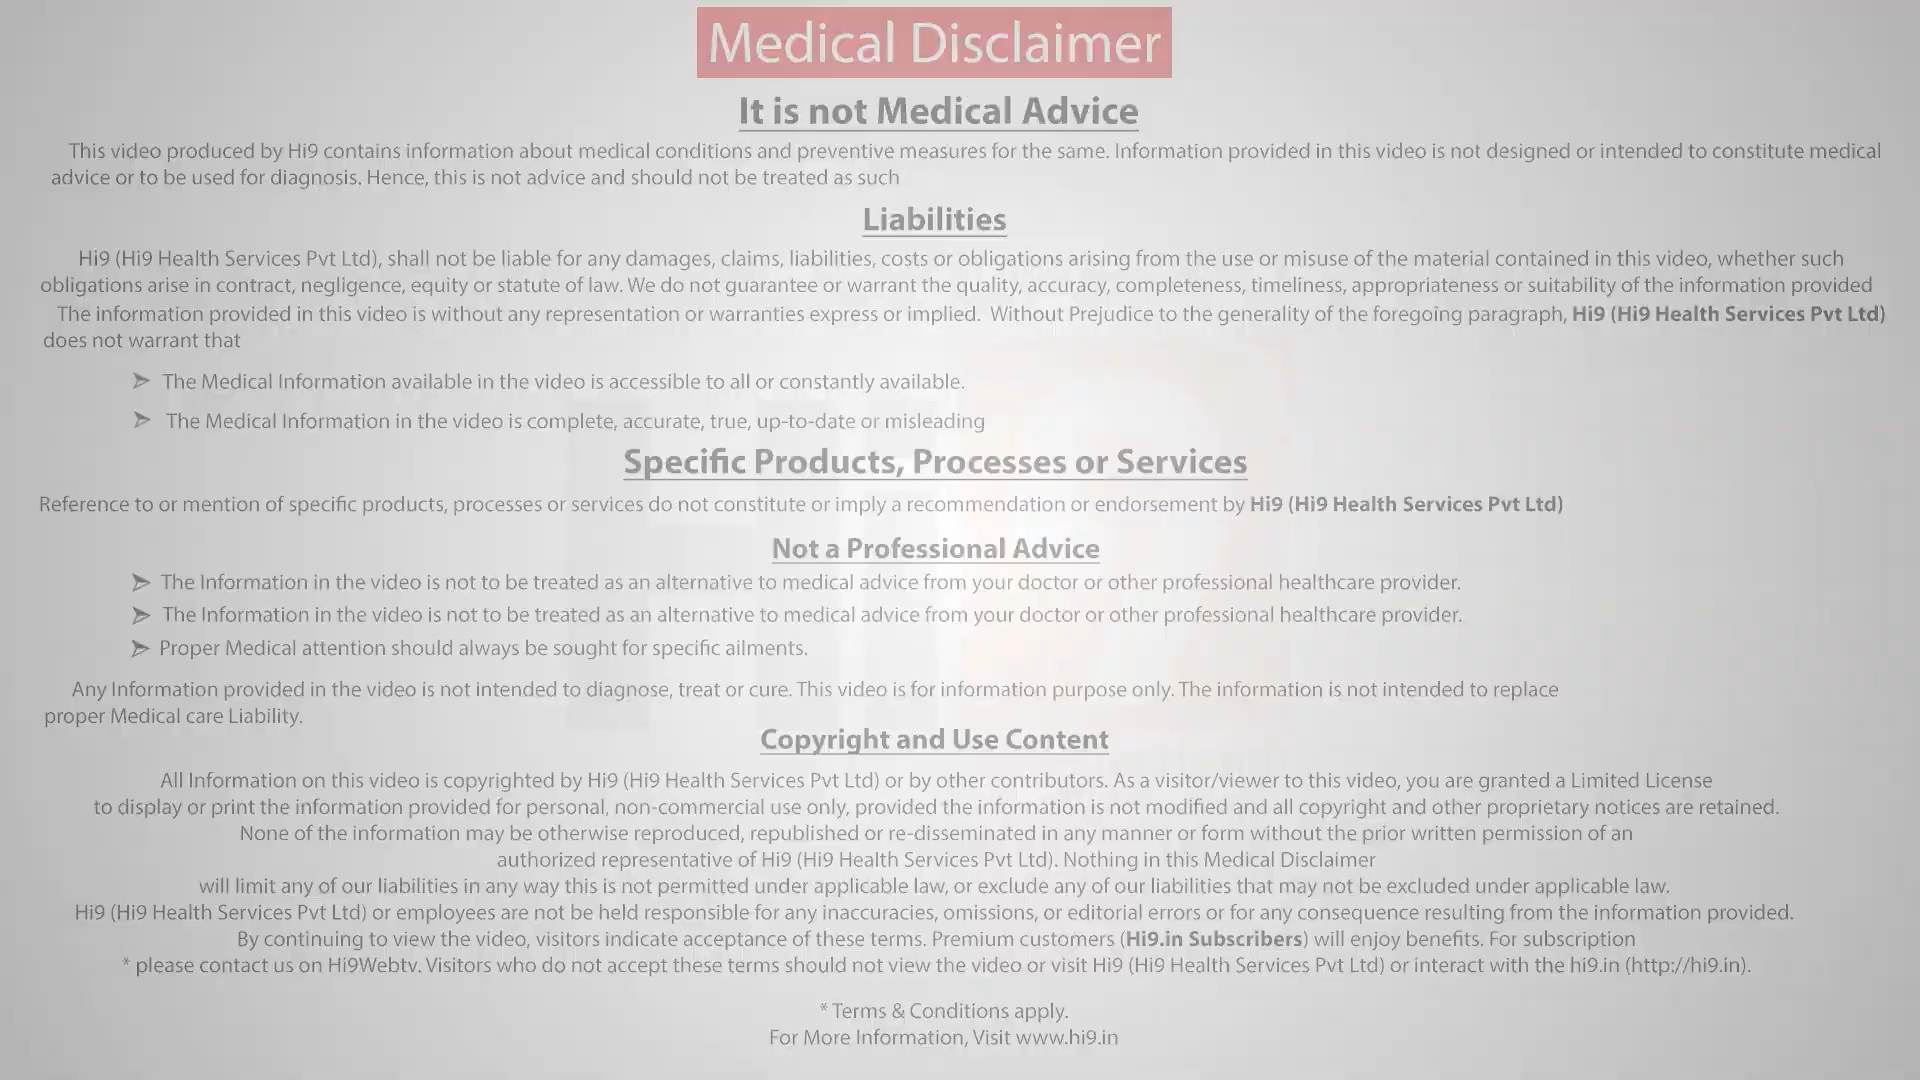 Medical Disclaimer
It is not Medical Advice
This video produced by Hi9 contains information about medical conditions and preventive measures for the same. Information provided in this video is not designed or intended to constitute medical
advice or to be used for diagnosis. Hence, this is not advice and should not be treated as such
Liabilities
Hi9 (Hi9 Health Services Pvt Ltd), shall not be liable for any damages, claims, liabilities, costs or obligations arising from the use or misuse of the material contained in this video, whether such
obligations arise in contract, negligence, equity or statute of law. We do not guarantee or warrant the quality, accuracy, completeness, timeliness, appropriateness or suitability of the information provided
The information provided in this video is without any representation or warranties express or implied. Without Prejudice to the generality of the foregoing paragraph, Hi9 (Hi9 Health Services Pvt Ltd)
does not warrant that
➢ The Medical Information available in the video is accessible to all or constantly available.
➢ The Medical Information in the video is complete, accurate, true, up-to-date or misleading
Specific Products, Processes or Services
Reference to or mention of specific products, processes or services do not constitute or imply a recommendation or endorsement by Hi9 (Hi9 Health Services Pvt Ltd)
Not a Professional Advice
➢ The Information in the video is not to be treated as an alternative to medical advice from your doctor or other professional healthcare provider.
➢ The Information in the video is not to be treated as an alternative to medical advice from your doctor or other professional healthcare provider.
➢ Proper Medical attention should always be sought for specific ailments.
Any Information provided in the video is not intended to diagnose, treat or cure. This video is for information purpose only. The information is not intended to replace
proper Medical care Liability.
Copyright and Use Content
All Information on this video is copyrighted by Hi9 (Hi9 Health Services Pvt Ltd) or by other contributors. As a visitor/viewer to this video, you are granted a Limited License
to display or print the information provided for personal, non-commercial use only, provided the information is not modified and all copyright and other proprietary notices are retained.
None of the information may be otherwise reproduced, republished or re-disseminated in any manner or form without the prior written permission of an
authorized representative of Hi9 (Hi9 Health Services Pvt Ltd). Nothing in this Medical Disclaimer
will limit any of our liabilities in any way this is not permitted under applicable law, or exclude any of our liabilities that may not be excluded under applicable law.
Hi9 (Hi9 Health Services Pvt Ltd) or employees are not be held responsible for any inaccuracies, omissions, or editorial errors or for any consequence resulting from the information provided.
By continuing to view the video, visitors indicate acceptance of these terms. Premium customers (Hi9.in Subscribers) will enjoy benefits. For subscription
* please contact us on Hi9Webtv. Visitors who do not accept these terms should not view the video or visit Hi9 (Hi9 Health Services Pvt Ltd) or interact with the hi9.in (http://hi9.in).
* Terms & Conditions apply.
For More Information, Visit www.hi9.in